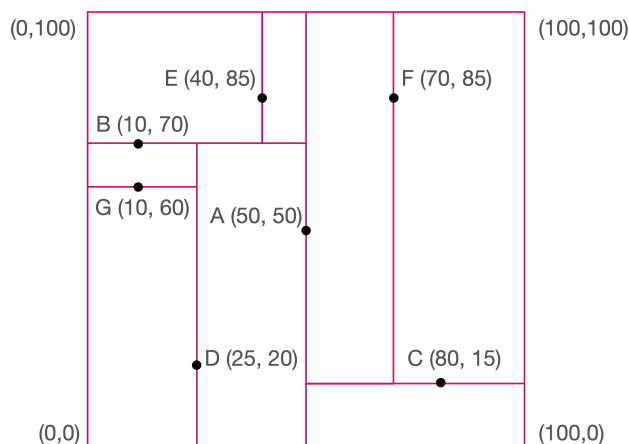 (0,100)
(100,100)
E (40, 85)
F (70, 85)
B (10, 70)
G (10, 60)
A (50, 50)
D (25, 20)
C (80, 15)
(0,0)
(100,0)